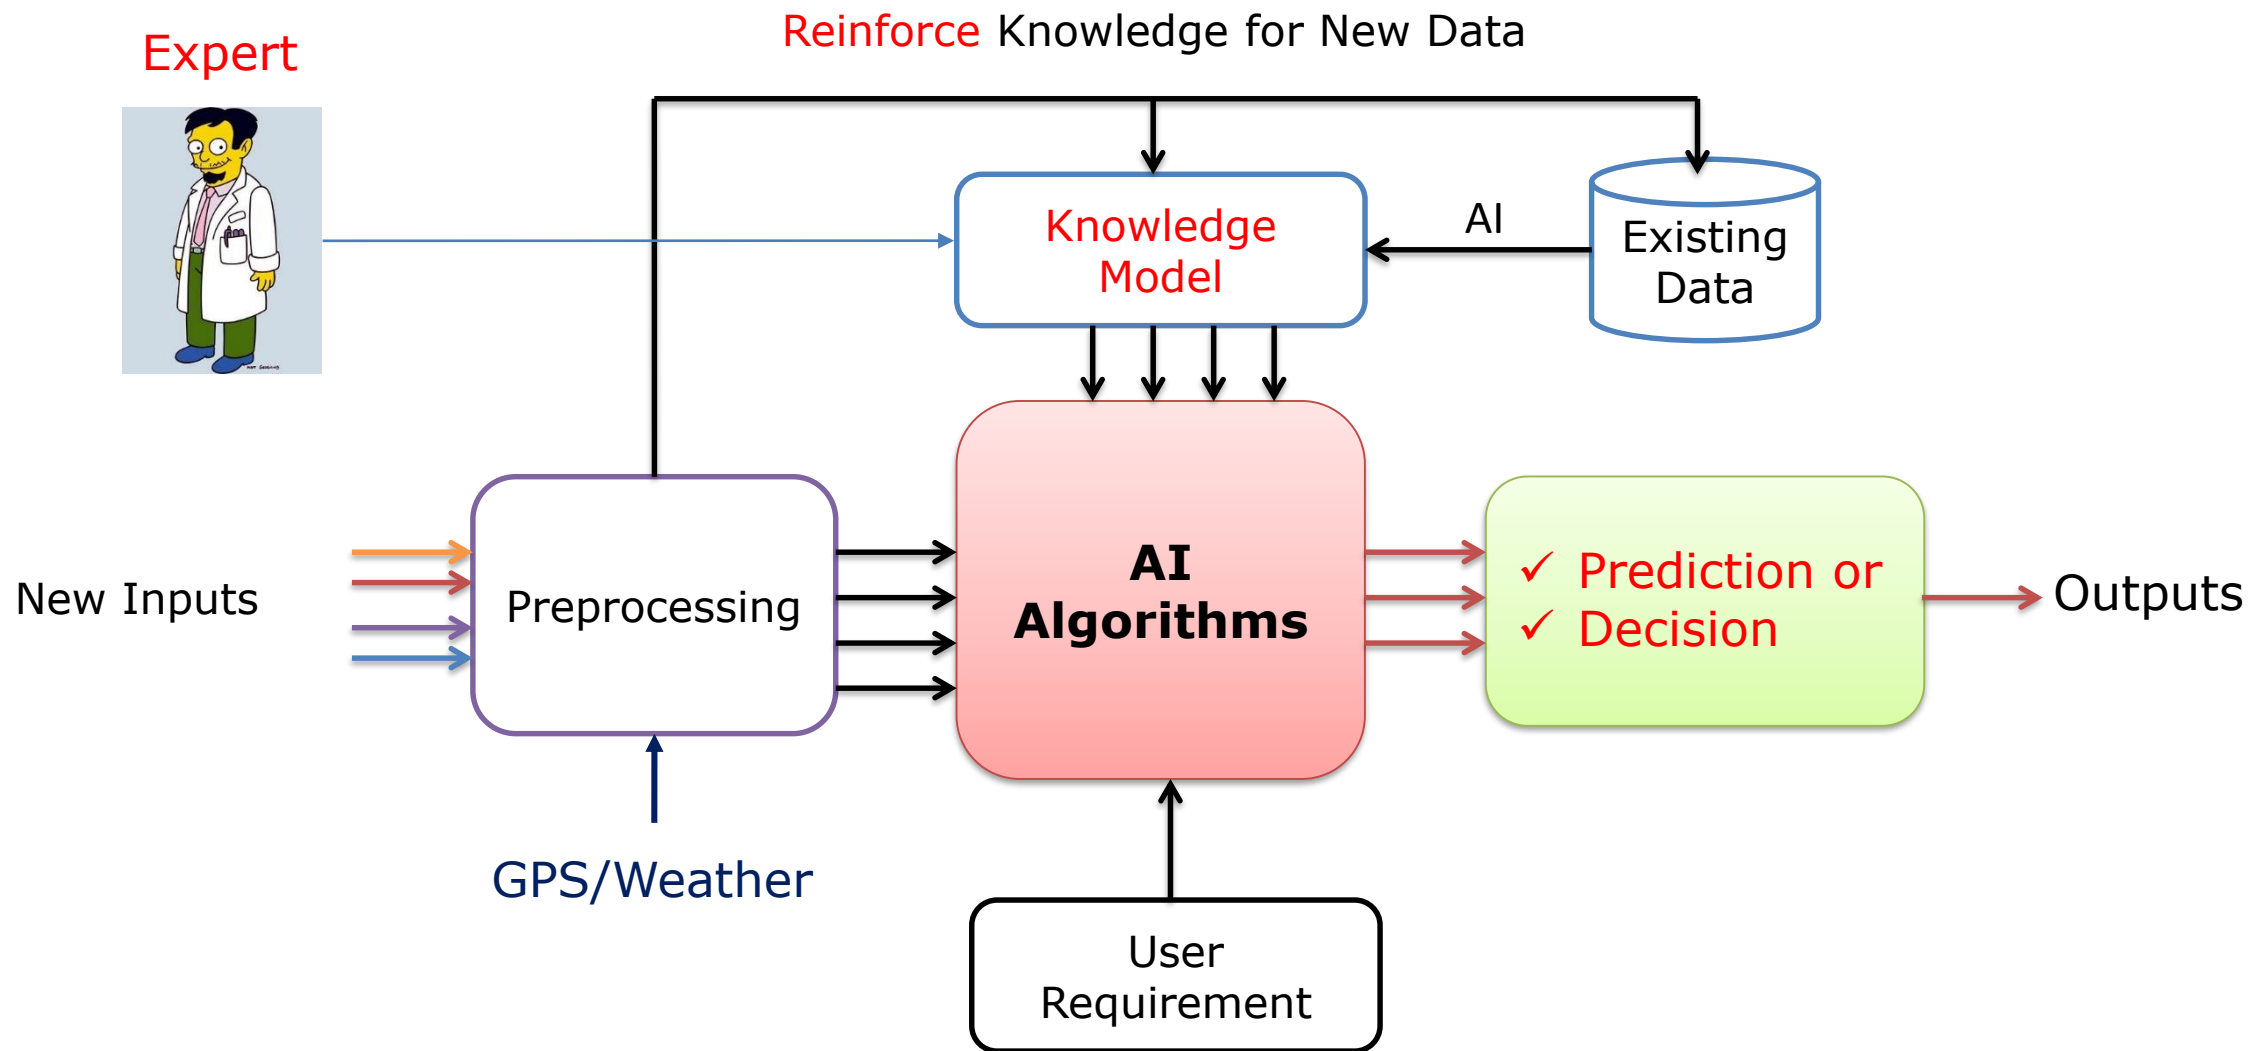 Reinforce Knowledge for New Data
Expert
Knowledge
Model
AI
Existing
Data
New Inputs
Preprocessing
AI
Algorithms
✓ Prediction or
✓ Decision
Outputs
GPS/Weather
User
Requirement